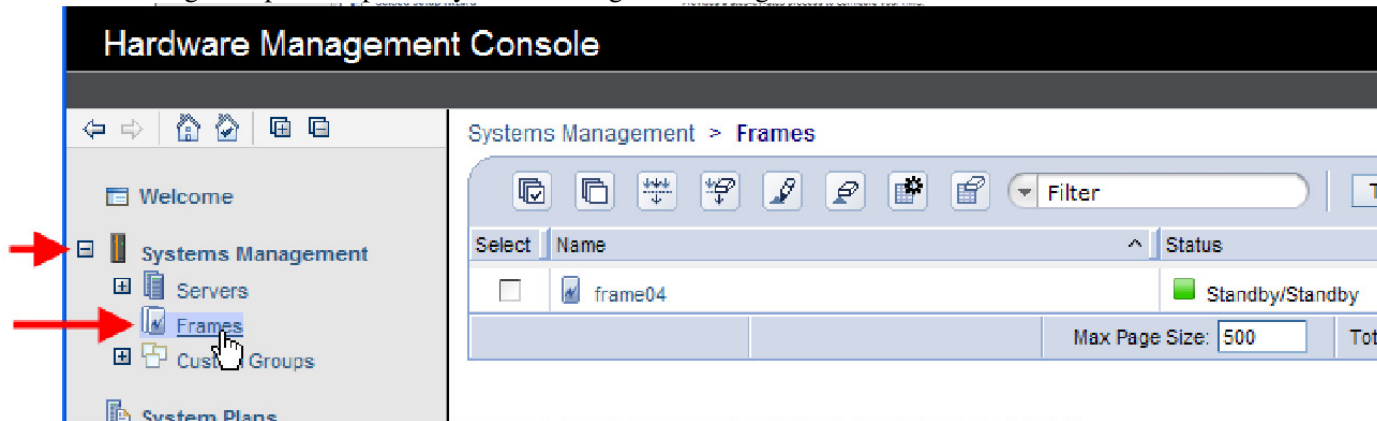 Hardware Management Console
Systems Management > Frames
Welcome
Filter
Systems Management
Select Name Status
Servers
frame04 Standby/Standby
Frames
Max Page Size: 500
Groups
System Plans